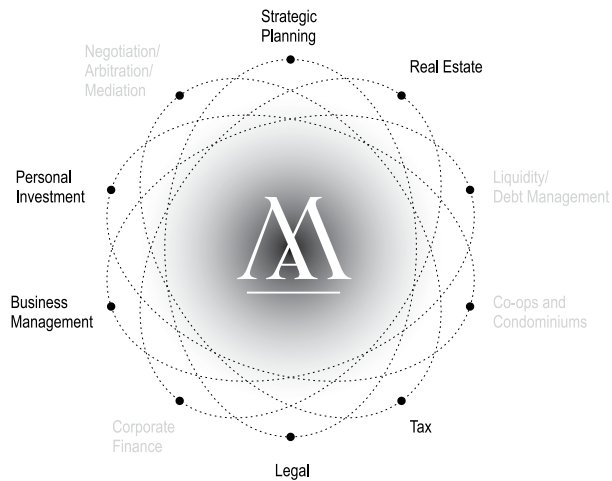 Strategic
Planning
Negotiation/
Arbitration/
Mediation
Real Estate
Personal
Investment
Liquidity/
Debt Management
MA
Business
Management
Co-ops and
Condominiums
Corporate
Finance
Tax
Legal